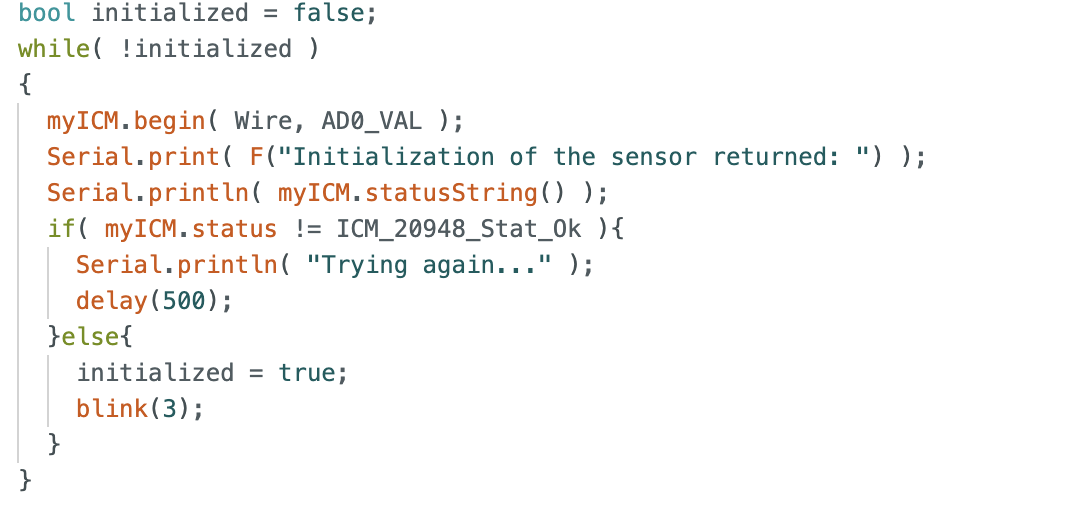 bool initialized = false;
while( !initialized )
{
  myICM.begin( Wire, AD0_VAL );
  Serial.print( F("Initialization of the sensor returned: ") );
  Serial.println( myICM.statusString() );
  if( myICM.status != ICM_20948_Stat_Ok ){
    Serial.println( "Trying again..." );
    delay(500);
  }else{
    initialized = true;
    blink(3);
  }
}